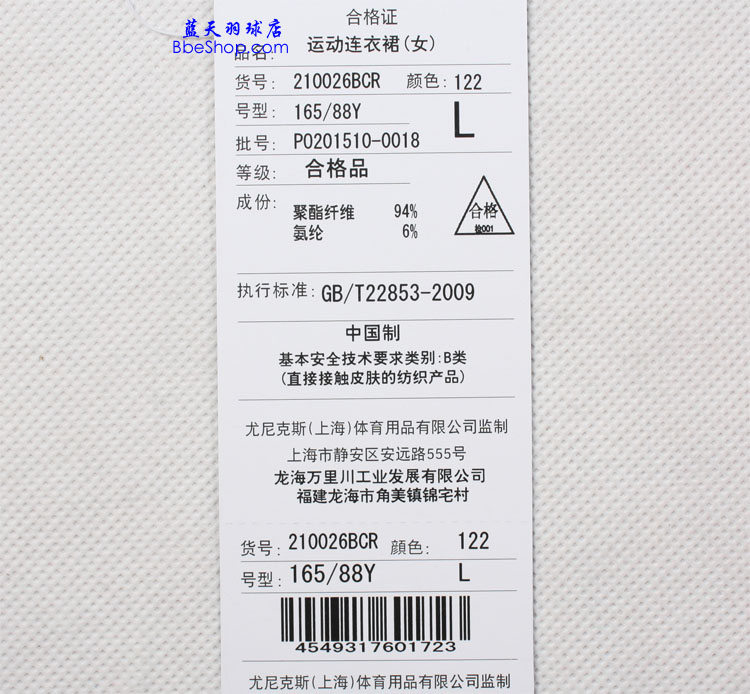 合格证
蓝天羽球店
BbeShop.com
品名: 运动连衣裙(女)
货号: 210026BCR 颜色: 122
号型: 165/88Y L
批号: PO201510-0018
等级: 合格品
成份: 聚酯纤维 94%
氨纶 6%
合格
检001
执行标准: GB/T22853-2009
中国制
基本安全技术要求类别:B类
(直接接触皮肤的纺织产品)
尤尼克斯(上海)体育用品有限公司监制
上海市静安区安远路555号
龙海万里川工业发展有限公司
福建龙海市角美镇锦宅村
货号: 210026BCR 顔色: 122
号型: 165/88Y L
4549317601723
尤尼克斯(上海)体育用品有限公司监制